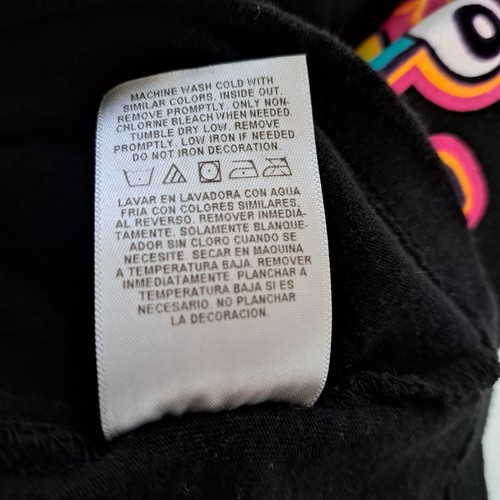 MACHINE WASH COLD WITH
SIMILAR COLORS, INSIDE OUT.
REMOVE PROMPTLY. ONLY NON-
CHLORINE BLEACH WHEN NEEDED.
TUMBLE DRY LOW. REMOVE
PROMPTLY. LOW IRON IF NEEDED.
DO NOT IRON DECORATION.
LAVAR EN LAVADORA CON AGUA
FRIA CON COLORES SIMILARES,
AL REVERSO. REMOVER INMEDIA-
TAMENTE. SOLAMENTE BLANQUE-
ADOR SIN CLORO CUANDO SE
NECESITE. SECAR EN MAQUINA
A TEMPERATURA BAJA. REMOVER
INMEDIATAMENTE. PLANCHAR A
TEMPERATURA BAJA SI ES
NECESARIO. NO PLANCHAR
LA DECORACION.